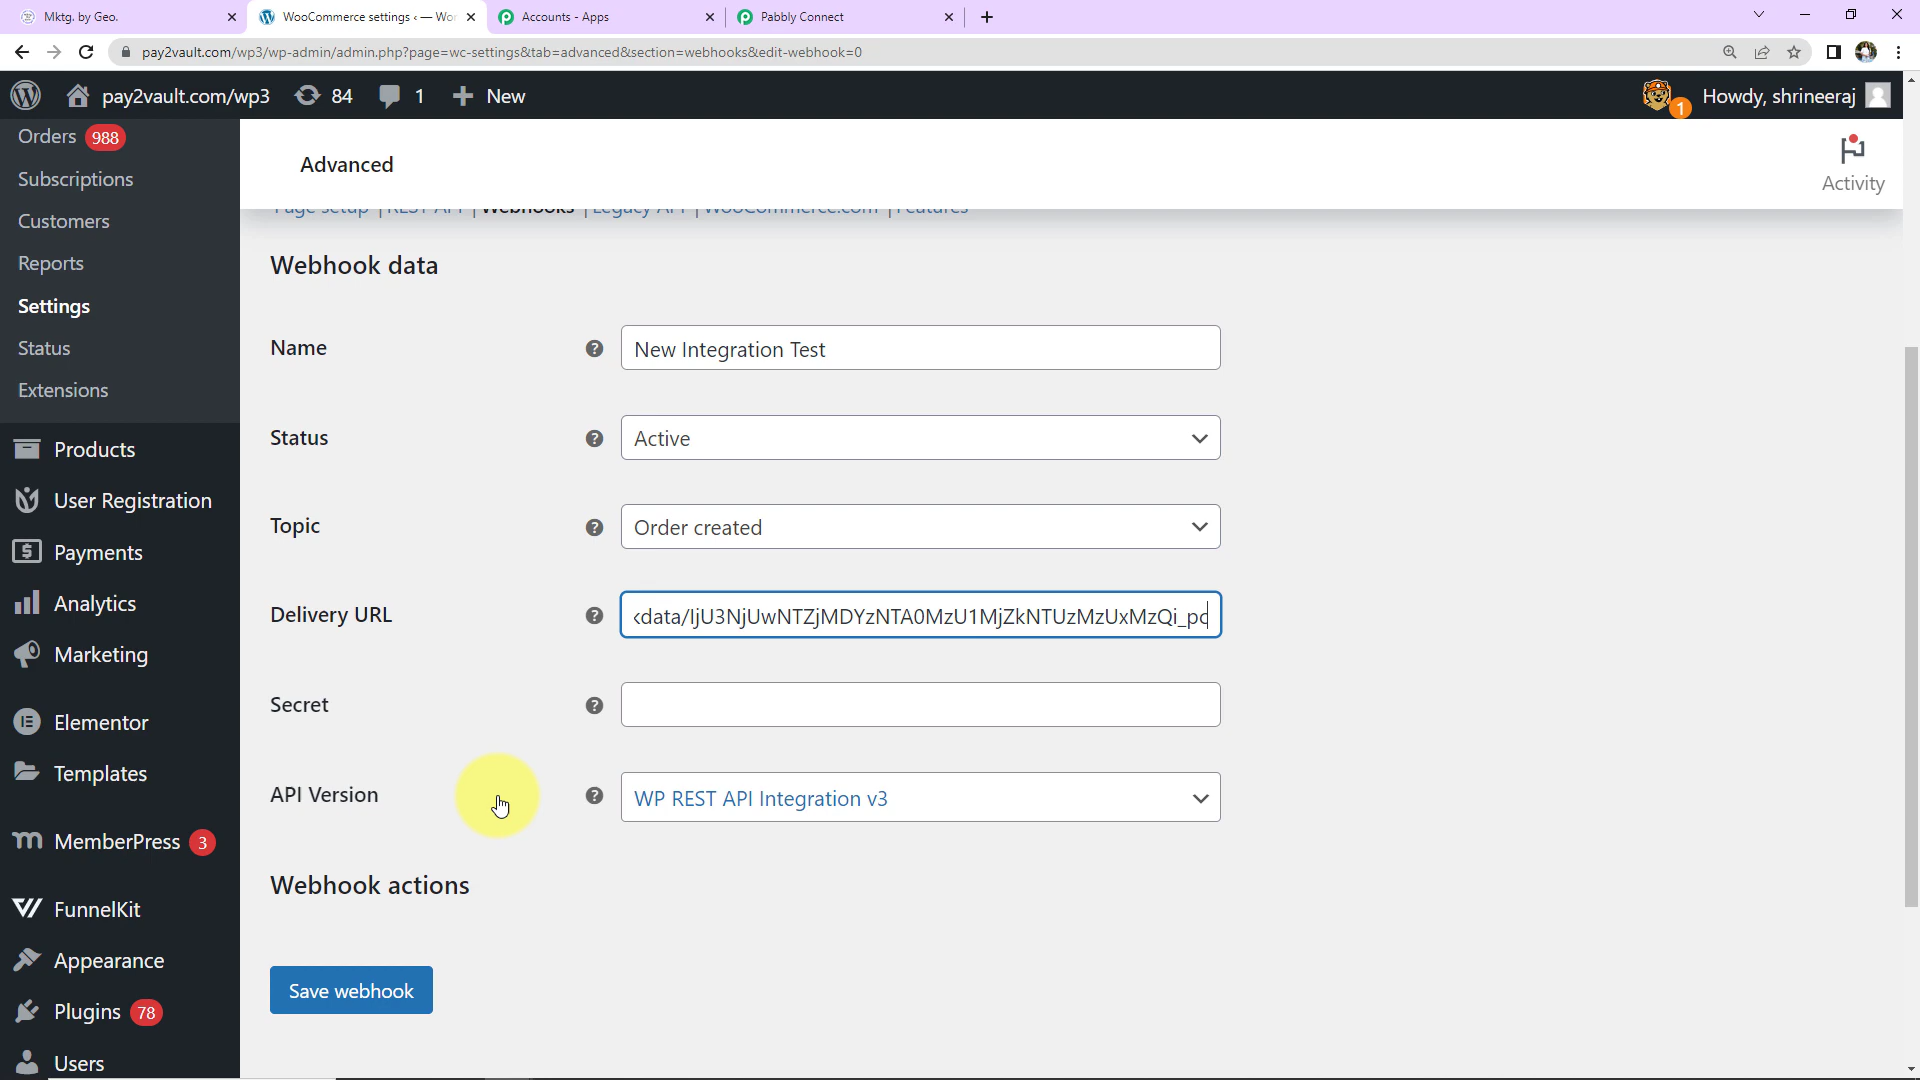 Mktg. by Geo.
WooCommerce settings ‹ — Wor
Accounts - Apps
Pabbly Connect
pay2vault.com/wp3/wp-admin/admin.php?page=wc-settings&tab=advanced&section=webhooks&edit-webhook=0
pay2vault.com/wp3
84
1
New
1
Howdy, shrineeraj
Orders 988
Subscriptions
Customers
Reports
Settings
Status
Extensions
Products
User Registration
Payments
Analytics
Marketing
Elementor
Templates
MemberPress 3
FunnelKit
Appearance
Plugins 78
Users
Advanced
Activity
Page setup | REST API | Webhooks | Legacy API | WooCommerce.com | Features
Webhook data
Name
New Integration Test
Status
Active
Topic
Order created
Delivery URL
Secret
API Version
WP REST API Integration v3
Webhook actions
Save webhook